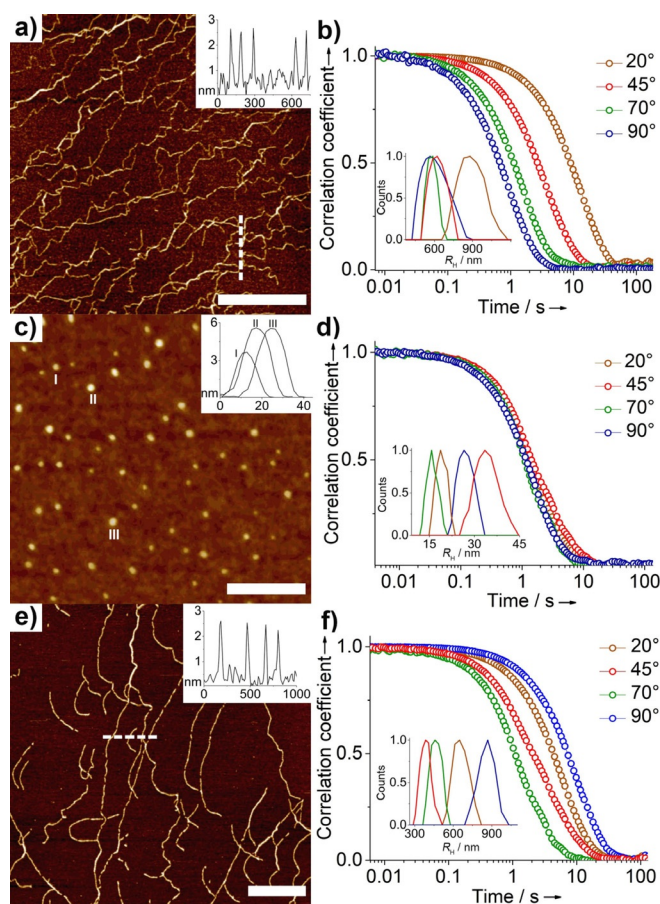 a)
3
2
1
0
nm
300
600
b)
Correlation coefficient→
1.0
0.5
0.0
20°
45°
70°
90°
Counts
1.0
0.5
0.0
600 900
R_H / nm
0.01 0.1 1 10 100
Time / s →
c)
6
3
nm
0 20 40
I II III
I
II
III
d)
Correlation coefficient→
1.0
0.5
0.0
20°
45°
70°
90°
Counts
1.0
0.5
0.0
15 30 45
R_H / nm
0.01 0.1 1 10 100
Time / s →
e)
3
2
1
nm
0 500 1000
f)
Correlation coefficient→
1.0
0.5
0.0
20°
45°
70°
90°
Counts
1.0
0.5
0.0
300 600 900
R_H / nm
0.01 0.1 1 10 100
Time / s →